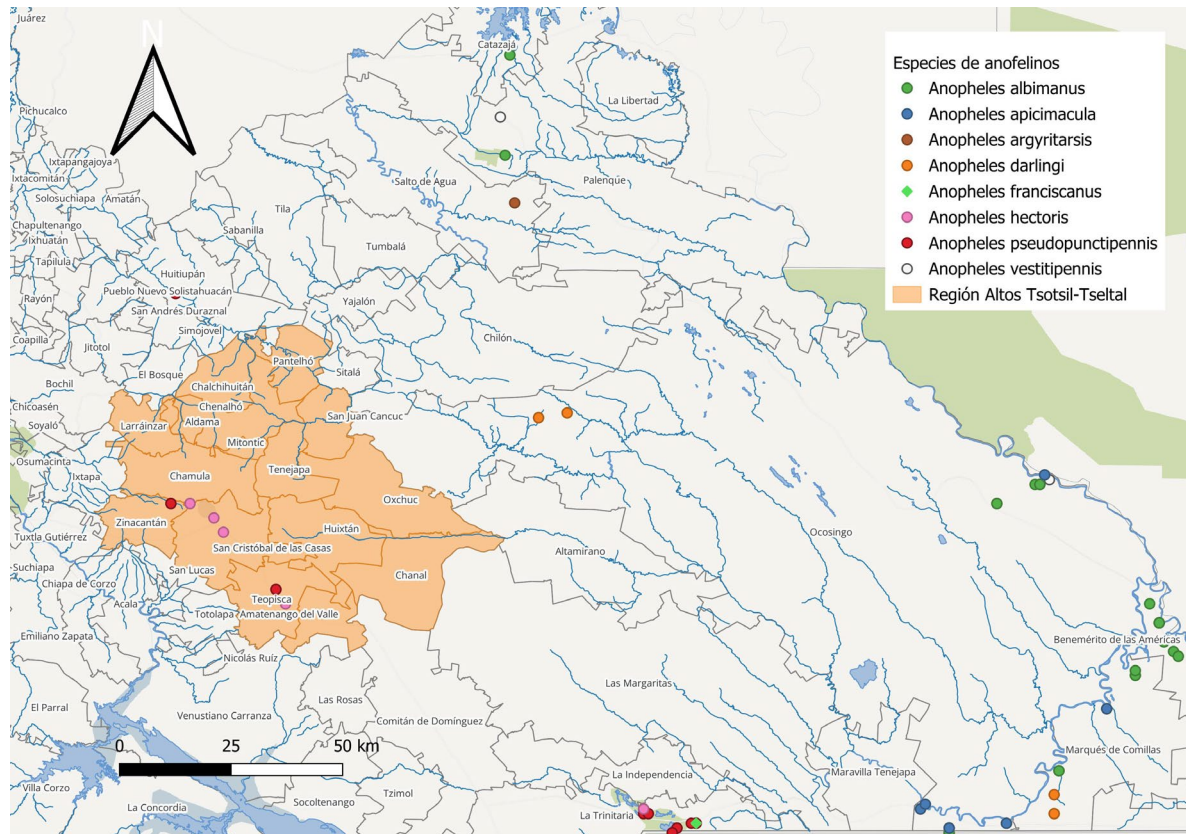 Juárez
N
Catazajá
Especies de anofelinos
Anopheles albimanus
Anopheles apicimacula
Anopheles argyritarsis
Anopheles darlingi
Anopheles franciscanus
Anopheles hectoris
Anopheles pseudopunctipennis
Anopheles vestitipennis
Región Altos Tsotsil-Tseltal
La Libertad
Pichucalco
Ixtapangajoya
Ixtacomitán
Solosuchiapa
Amatán
Salto de Agua
Palenque
Chapultenango
Ixhuatán
Tila
Sabanilla
Tumbalá
Tapilula
Huitiupán
Rayón
Pueblo Nuevo Solistahuacán
Yajalón
San Andrés Duraznal
Simojovel
Coapilla
Jitotol
Chilón
Pantelhó
El Bosque
Sitalá
Bochil
Chalchihuitán
Chicoasén
Chenalhó
San Juan Cancuc
Soyaló
Larráinzar
Aldama
Mitontic
Osumacinta
Ixtapa
Chamula
Tenejapa
Oxchuc
Zinacantán
Huixtán
Ocosingo
Tuxtla Gutiérrez
San Cristóbal de las Casas
Altamirano
Suchiapa
San Lucas
Chanal
Chiapa de Corzo
Acala
Teopisca
Totolapa
Amatenango del Valle
Emiliano Zapata
Benemérito de las Américas
Nicolás Ruíz
Las Margaritas
Las Rosas
El Parral
Venustiano Carranza
Comitán de Domínguez
0 25 50 km
Marqués de Comillas
La Independencia
Maravilla Tenejapa
Villa Corzo
Tzimol
La Concordia
Socoltenango
La Trinitaria